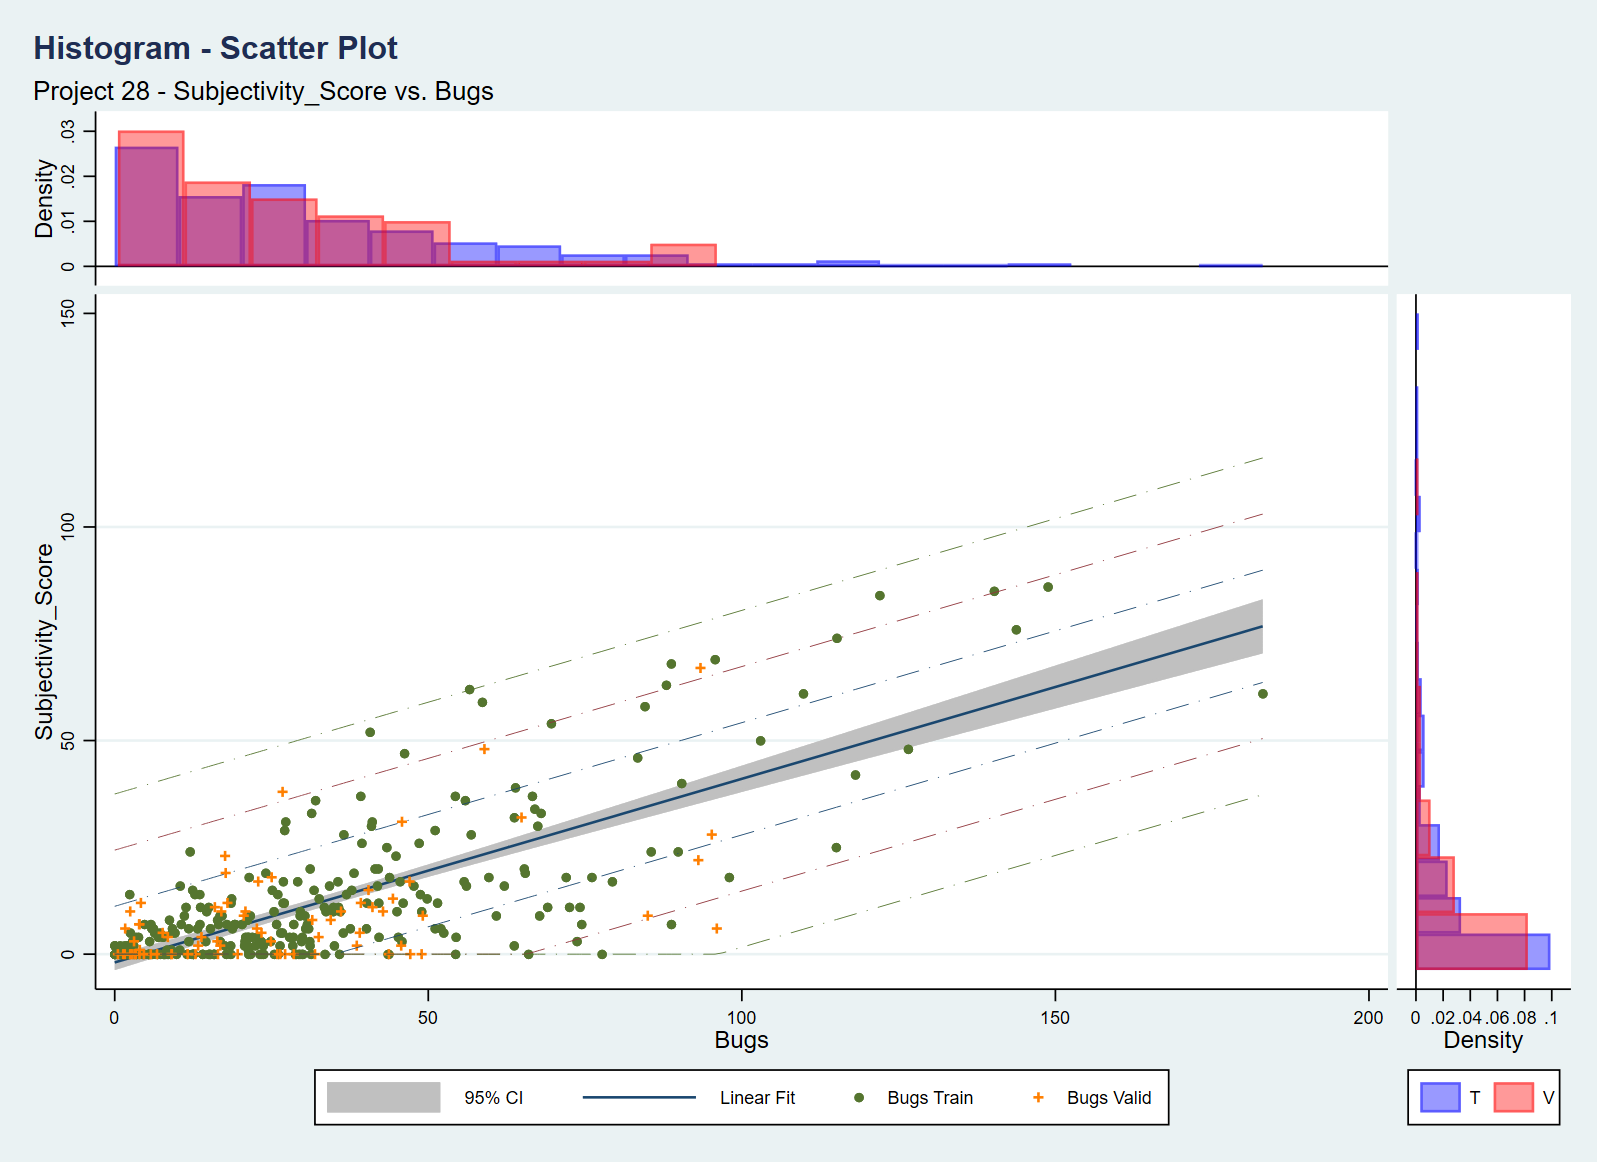 Histogram - Scatter Plot
Project 28 - Subjectivity_Score vs. Bugs
Density
.03
.02
.01
0
Subjectivity_Score
150
100
50
0
0 50 100 150 200
Bugs
0 .02 .04 .06 .08 .1
Density
95% CI Linear Fit Bugs Train Bugs Valid
T V